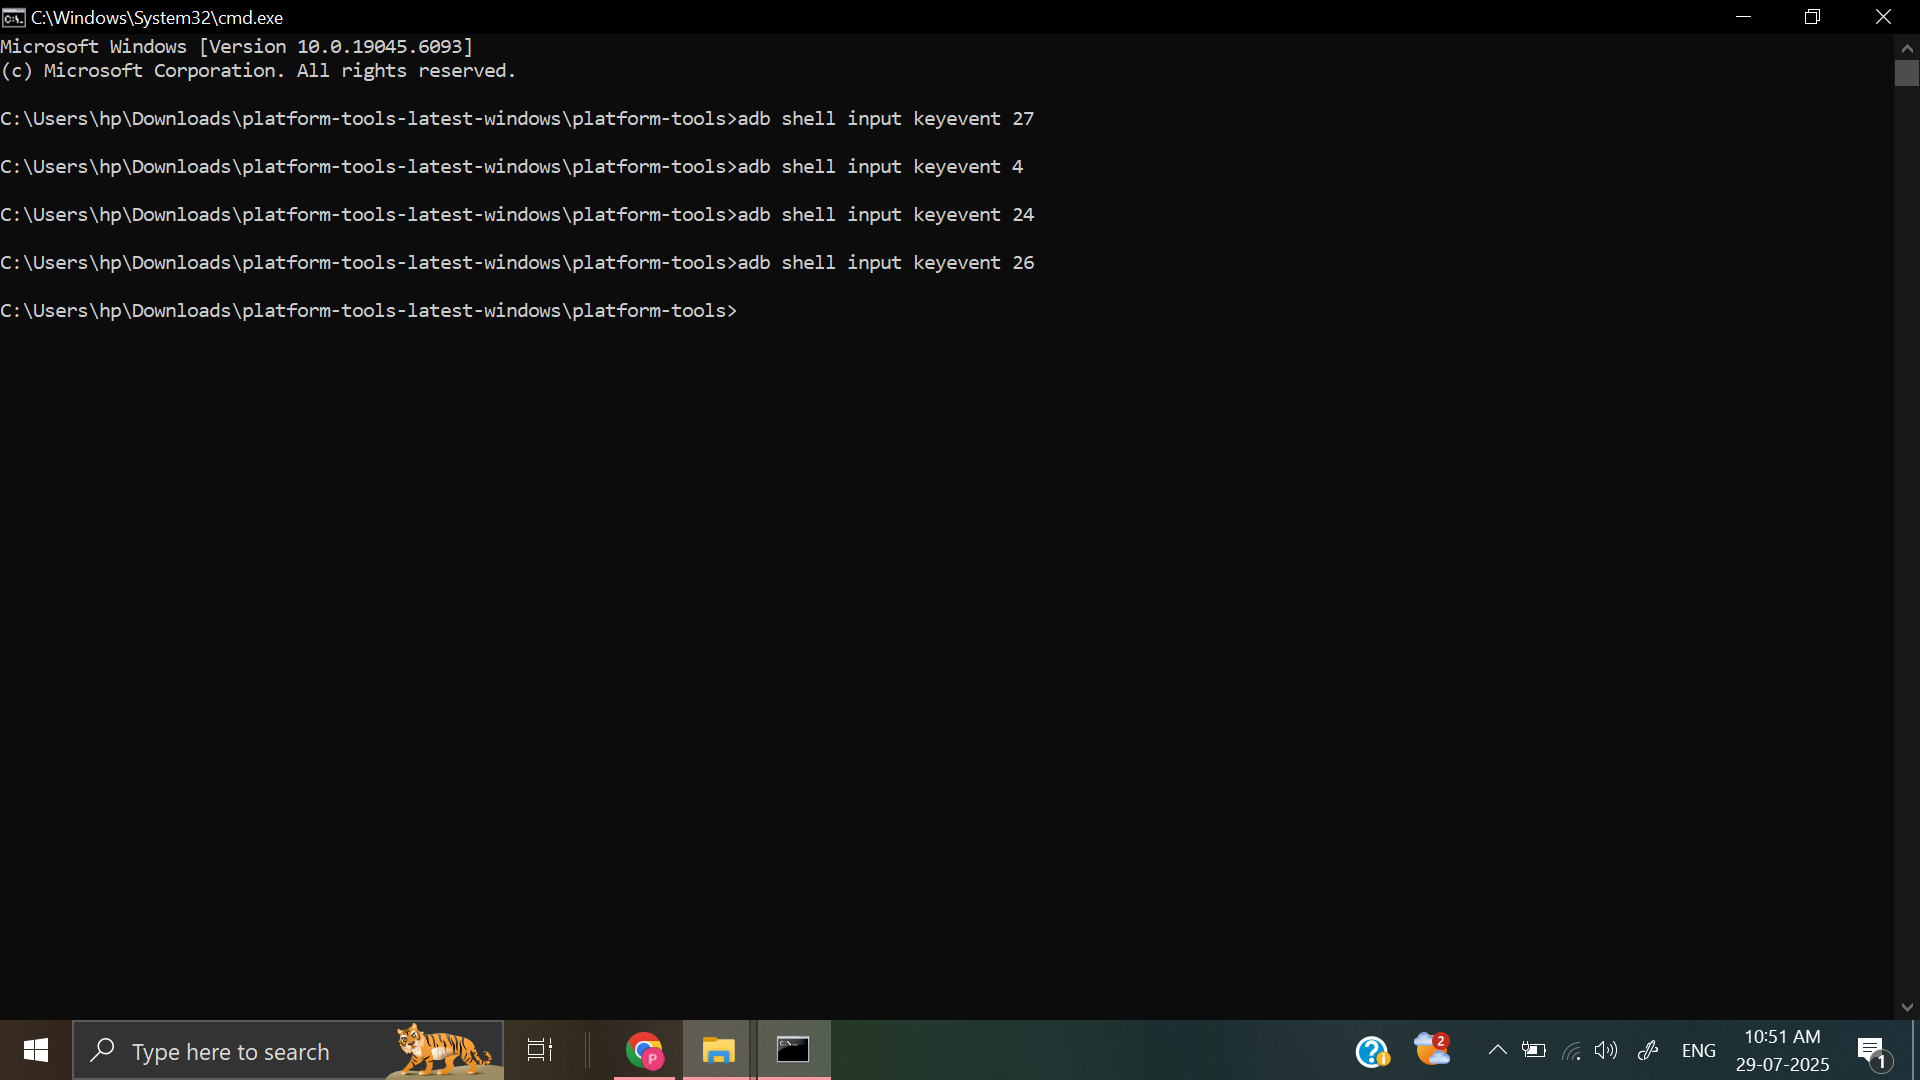 C:\Windows\System32\cmd.exe
Microsoft Windows [Version 10.0.19045.6093]
(c) Microsoft Corporation. All rights reserved.
C:\Users\hp\Downloads\platform-tools-latest-windows\platform-tools>adb shell input keyevent 27
C:\Users\hp\Downloads\platform-tools-latest-windows\platform-tools>adb shell input keyevent 4
C:\Users\hp\Downloads\platform-tools-latest-windows\platform-tools>adb shell input keyevent 24
C:\Users\hp\Downloads\platform-tools-latest-windows\platform-tools>adb shell input keyevent 26
C:\Users\hp\Downloads\platform-tools-latest-windows\platform-tools>
Type here to search
P
2
ENG
10:51 AM
29-07-2025
1